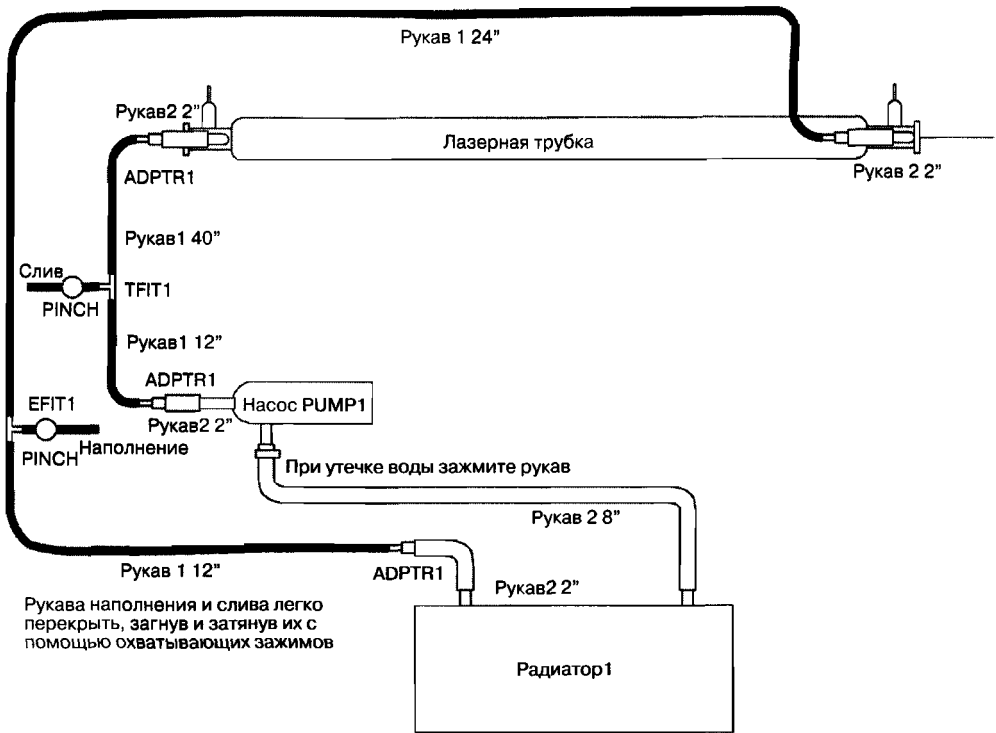 Рукав 1 24”
Рукав2 2”
Лазерная трубка
Рукав 2 2”
ADPTR1
Рукав1 40”
Слив
TFIT1
PINCH
Рукав1 12”
ADPTR1
Насос PUMP1
EFIT1
Рукав2 2”
Наполнение
PINCH
При утечке воды зажмите рукав
Рукав 2 8”
Рукав 1 12”
ADPTR1
Рукав2 2”
Рукава наполнения и слива легко
перекрыть, загнув и затянув их с
помощью охватывающих зажимов
Радиатор1